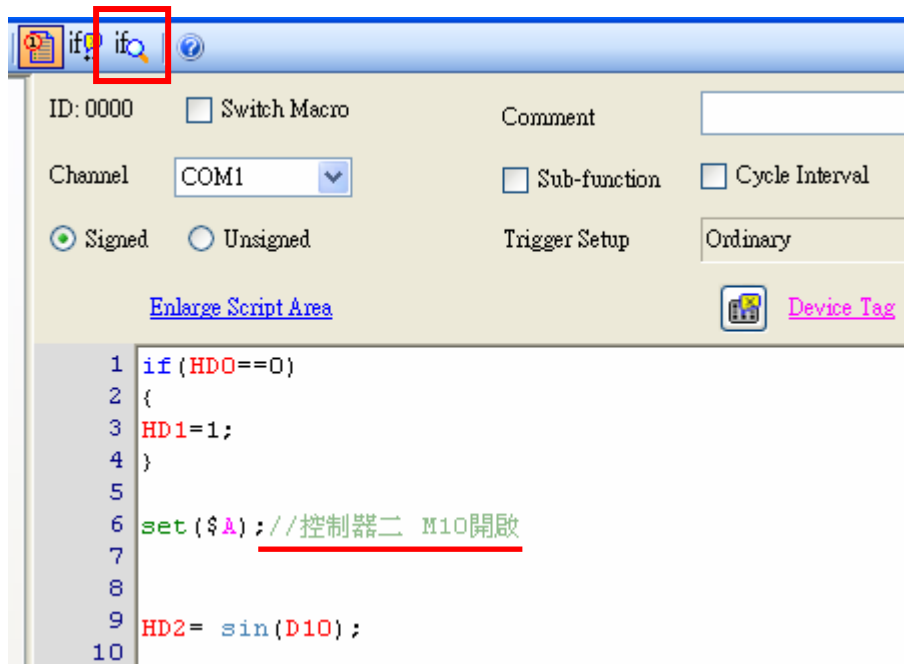 if if
ID: 0000 Switch Macro Comment
Channel COM1 Sub-function Cycle Interval
Signed Unsigned Trigger Setup Ordinary
Enlarge Script Area Device Tag
1 if(HD0==0)
2 {
3 HD1=1;
4 }
5
6 set($A);//控制器二 M10開啟
7
8
9 HD2= sin(D10);
10